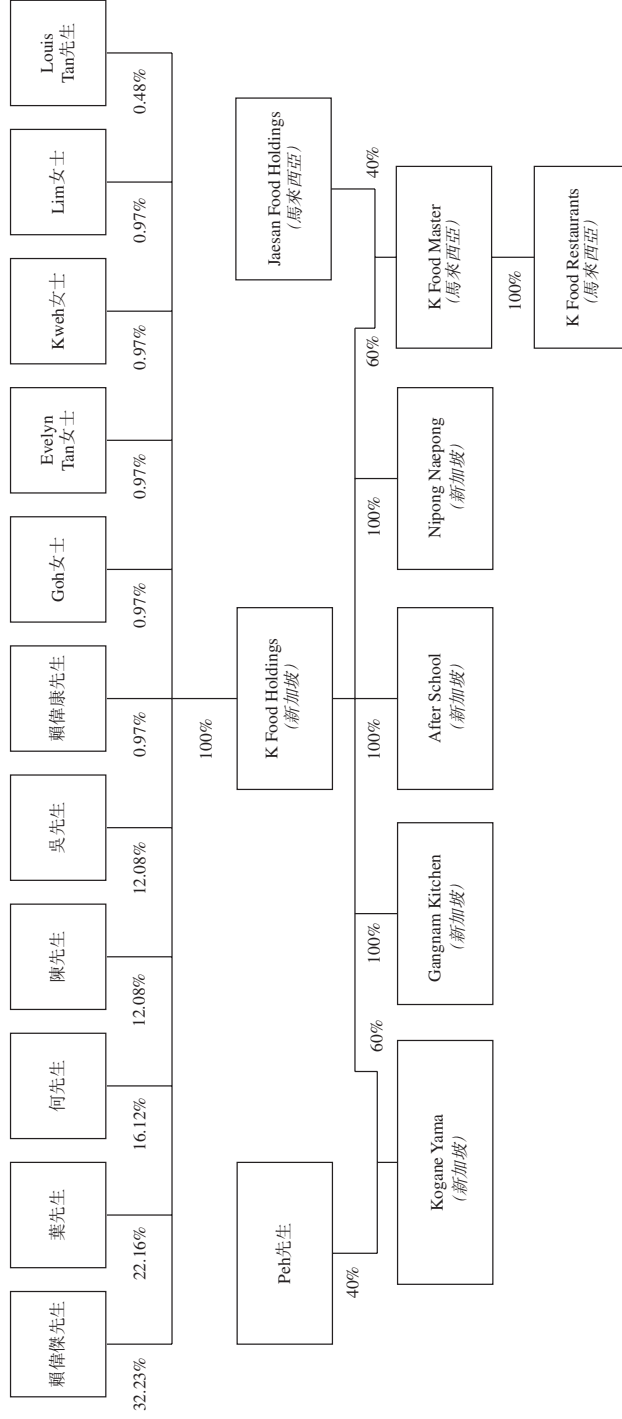 賴偉傑先生
葉先生
何先生
陳先生
吳先生
賴偉康先生
Goh女士
Evelyn
Tan女士
Kweh女士
Lim女士
Louis
Tan先生
32.23%
22.16%
16.12%
12.08%
12.08%
0.97%
0.97%
0.97%
0.97%
0.97%
0.48%
100%
Peh先生
K Food Holdings
(新加坡)
Jaesan Food Holdings
(馬來西亞)
40%
60%
100%
100%
100%
60%
40%
Kogane Yama
(新加坡)
Gangnam Kitchen
(新加坡)
After School
(新加坡)
Nipong Naepong
(新加坡)
K Food Master
(馬來西亞)
100%
K Food Restaurants
(馬來西亞)